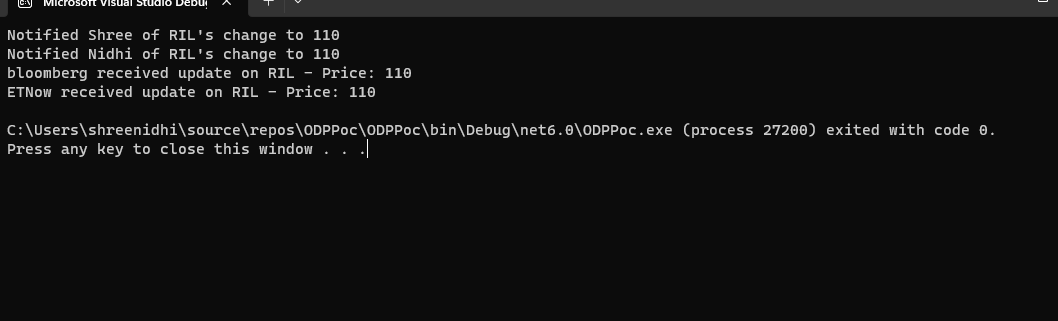 Microsoft Visual Studio Debug
Notified Shree of RIL's change to 110
Notified Nidhi of RIL's change to 110
bloomberg received update on RIL - Price: 110
ETNow received update on RIL - Price: 110
C:\Users\shreenidhi\source\repos\ODPPoc\ODPPoc\bin\Debug\net6.0\ODPPoc.exe (process 27200) exited with code 0.
Press any key to close this window . . .